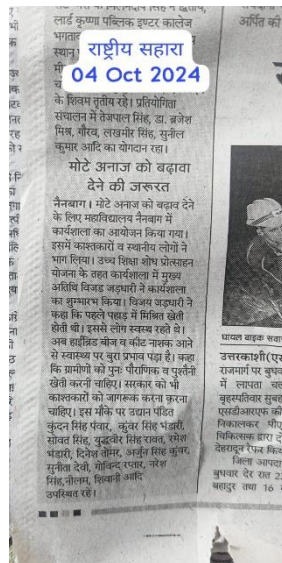 लार्ड कृष्णा पब्लिक इण्टर कालेज
राष्ट्रीय सहारा
04 Oct 2024
के शिवम तृतीय रहे। प्रतियोगिता
संचालन में तेजपाल सिंह, डा. ब्रजेश
मिश्र, गौरव, लखमीर सिंह, सुनील
कुमार आदि का योगदान रहा।
मोटे अनाज को बढ़ावा
देने की जरूरत
नैनबाग। मोटे अनाज को बढ़ाव देने
के लिए महाविद्यालय नैनबाग में
कार्यशाला का आयोजन किया गया।
इसमें काश्तकारों व स्थानीय लोगों ने
भाग लिया। उच्च शिक्षा शोध प्रोत्साहन
योजना के तहत कार्यशाला में मुख्य
अतिथि विजड़ जड़धारी ने कार्यशाला
का शुभारम्भ किया। विजय जड़धारी ने
कहा कि पहले पहाड़ में मिश्रित खेती
होती थी। इससे लोग स्वस्थ रहते थे।
अब हाईब्रिड बीज व कीट नाशक आने
से स्वास्थ्य पर बुरा प्रभाव पड़ा है। कहा
कि ग्रामीणों को पुनः पौराणिक व पुश्तैनी
खेती करनी चाहिए। सरकार को भी
काश्तकारों को जागरूक करना करना
चाहिए। इस मौके पर उद्यान पंडित
कुंदन सिंह पंवार, कुंवर सिंह भंडारी,
सोवत सिंह, युद्धवीर सिंह रावत, रमेश
भंडारी, दिनेश तोमर, अर्जुन सिंह कुंवर,
सुनीता देवी, गोविन्द रपतार, नरेश
सिंह, नीलम, शिवानी आदि
उपस्थित रहे।
अर्पित की
घायल बाइक सवार
उत्तरकाशी
राजमार्ग पर बुध
में लापता
बृहस्पतिवार सुबह
एसडीआरएफ की
निकालकर
चिकित्सक द्वारा
देहरादून रेफर
जिला आपदा
बुधवार देर रात
बहादुर तथा 16